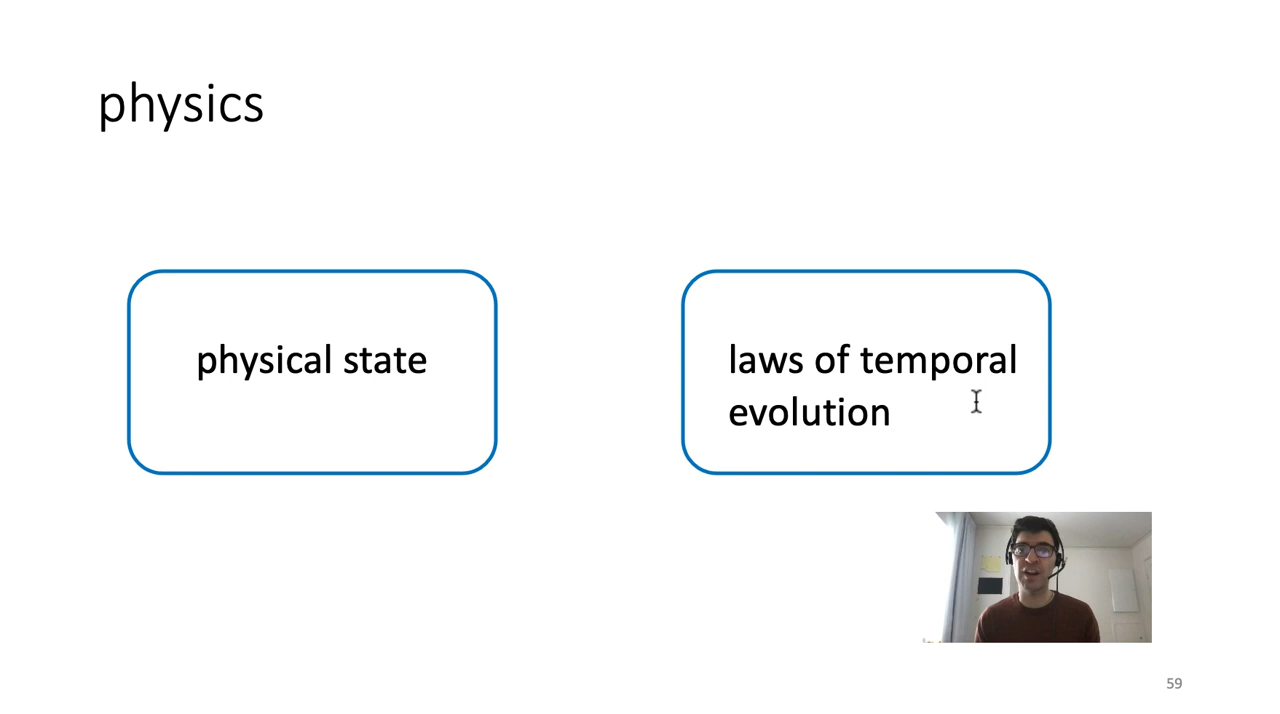 physics
physical state
laws of temporal
evolution
59